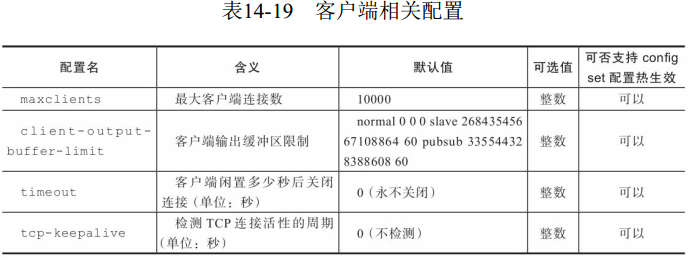 表14-19 客户端相关配置
配置名 含义 默认值 可选值 可否支持 config
set 配置热生效
maxclients 最大客户端连接数 10000 整数 可以
client-output-
buffer-limit 客户端输出缓冲区限制 normal 0 0 0 slave 268435456
67108864 60 pubsub 33554432
8388608 60 整数 可以
timeout 客户端闲置多少秒后关闭
连接(单位:秒) 0(永不关闭) 整数 可以
tcp-keepalive 检测 TCP 连接活性的周期
(单位:秒) 0(不检测) 整数 可以